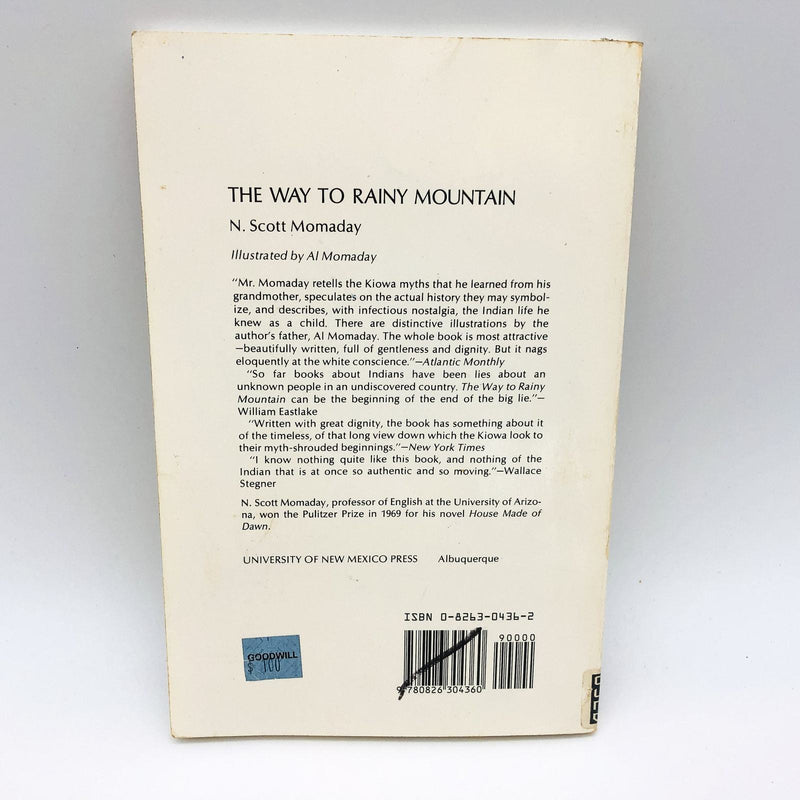 THE WAY TO RAINY MOUNTAIN
N. Scott Momaday
Illustrated by Al Momaday
"Mr. Momaday retells the Kiowa myths that he learned from his
grandmother, speculates on the actual history they may symbol-
ize, and describes, with infectious nostalgia, the Indian life he
knew as a child. There are distinctive illustrations by the
author's father, Al Momaday. The whole book is most attractive
—beautifully written, full of gentleness and dignity. But it nags
eloquently at the white conscience."—Atlantic Monthly
"So far books about Indians have been lies about an
unknown people in an undiscovered country. The Way to Rainy
Mountain can be the beginning of the end of the big lie."—
William Eastlake
"Written with great dignity, the book has something about it
of the timeless, of that long view down which the Kiowa look to
their myth-shrouded beginnings."—New York Times
"I know nothing quite like this book, and nothing of the
Indian that is at once so authentic and so moving."—Wallace
Stegner
N. Scott Momaday, professor of English at the University of Arizo-
na, won the Pulitzer Prize in 1969 for his novel House Made of
Dawn.
UNIVERSITY OF NEW MEXICO PRESS Albuquerque
ISBN 0-8263-0436-2
90000
9 780826 304360
GOODWILL